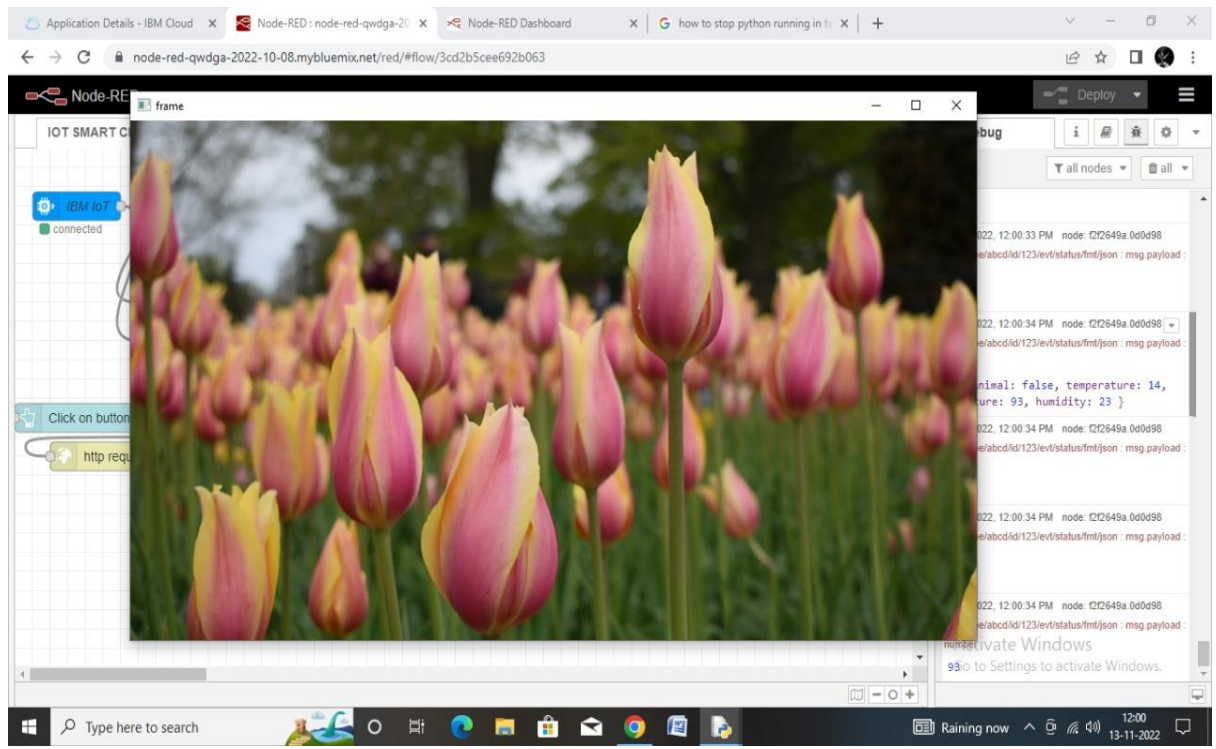 Application Details - IBM Cloud
Node-RED : node-red-qwdga-20
Node-RED Dashboard
how to stop python running in te
node-red-qwdga-2022-10-08.mybluemix.net/red/#flow/3cd2b5cee692b063
Node-RE
frame
Deploy
IOT SMART C
bug
i
all nodes
all
IBM IoT
connected
022, 12:00:33 PM node: f2f2649a.0d0d98
e/abcd/id/123/evt/status/fmt/json : msg.payload :
022, 12:00:34 PM node: f2f2649a.0d0d98
e/abcd/id/123/evt/status/fmt/json : msg.payload :
nimal: false, temperature: 14,
ure: 93, humidity: 23 }
Click on button
http requ
022, 12:00:34 PM node: f2f2649a.0d0d98
e/abcd/id/123/evt/status/fmt/json : msg.payload :
022, 12:00:34 PM node: f2f2649a.0d0d98
e/abcd/id/123/evt/status/fmt/json : msg.payload :
022, 12:00:34 PM node: f2f2649a.0d0d98
e/abcd/id/123/evt/status/fmt/json : msg.payload :
number
Activate Windows
93
Go to Settings to activate Windows.
Type here to search
Raining now
12:00
13-11-2022